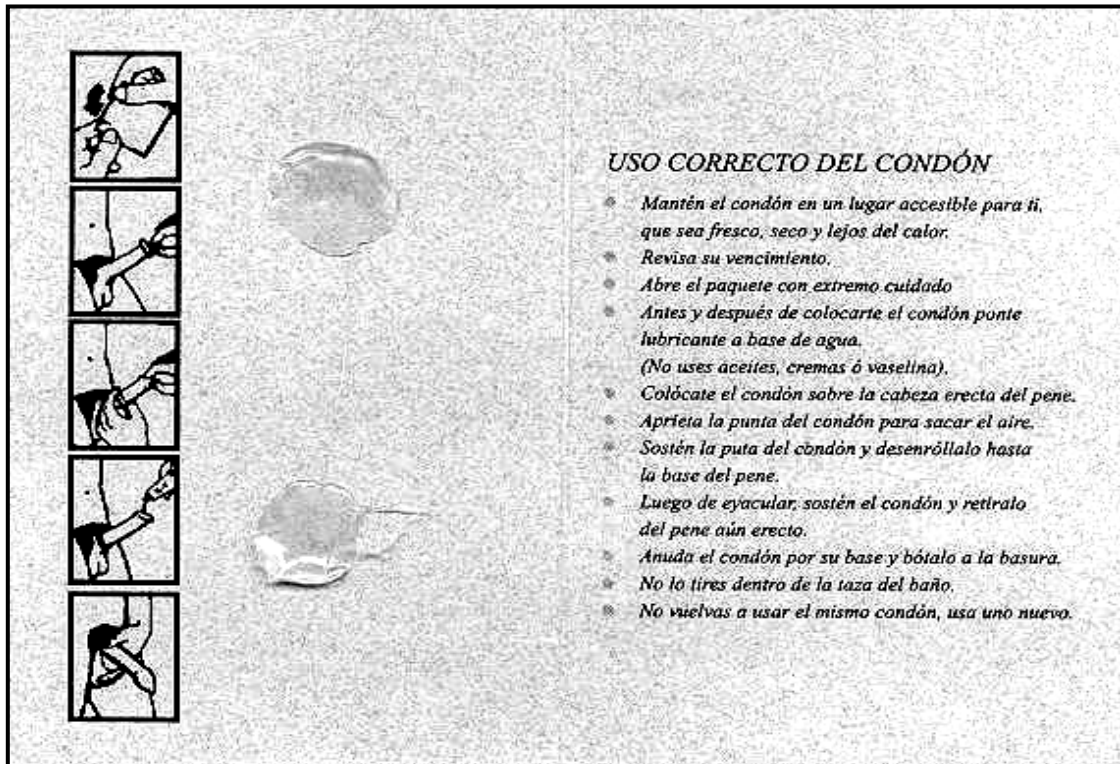 USO CORRECTO DEL CONDÓN
Mantén el condón en un lugar accesible para ti,
que sea fresco, seco y lejos del calor.
Revisa su vencimiento.
Abre el paquete con extremo cuidado
Antes y después de colocarte el condón ponte
lubricante a base de agua.
(No uses aceites, cremas ó vaselina).
Colócate el condón sobre la cabeza erecta del pene.
Aprieta la punta del condón para sacar el aire.
Sostén la puta del condón y desenróllalo hasta
la base del pene.
Luego de eyacular, sostén el condón y retíralo
del pene aún erecto.
Anuda el condón por su base y bótalo a la basura.
No lo tires dentro de la taza del baño.
No vuelvas a usar el mismo condón, usa uno nuevo.